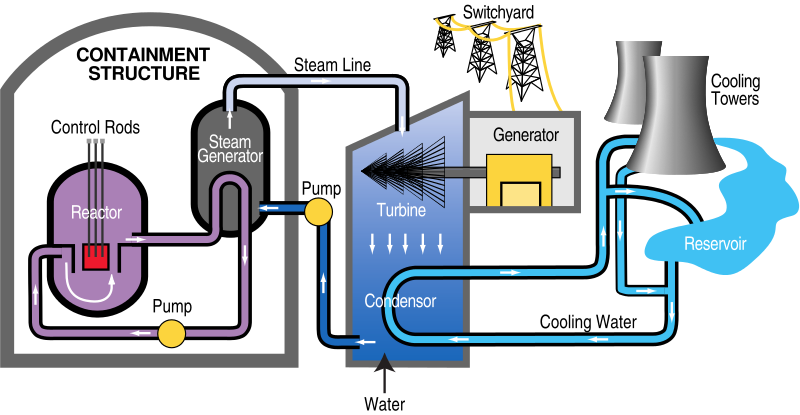 Switchyard
CONTAINMENT
STRUCTURE
Steam Line
Cooling
Towers
Control Rods
Steam
Generator
Generator
Pump
Reactor
Turbine
Reservoir
Condensor
Pump
Cooling Water
Water